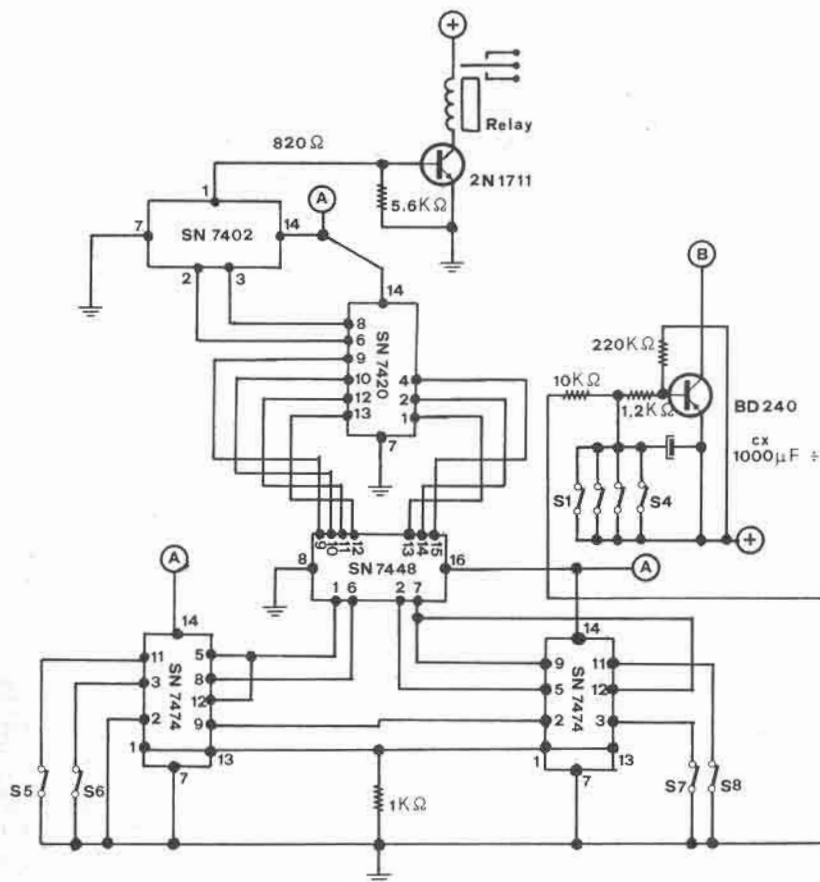 +
Relay
820Ω
2N1711
1
5.6KΩ
A
7
SN 7402
14
2
3
14
B
8
6
9
10
12
13
SN 7420
4
2
1
7
220KΩ
10KΩ
1,2KΩ
BD240
cx
1000µF ÷
S1
S4
+
9
10
11
12
13
14
15
8
SN 7448
16
A
1
6
2
7
A
14
11
3
2
1
SN 7474
5
8
12
9
13
7
14
9
5
2
1
SN 7474
11
12
3
13
7
S5
S6
S7
S8
1KΩ